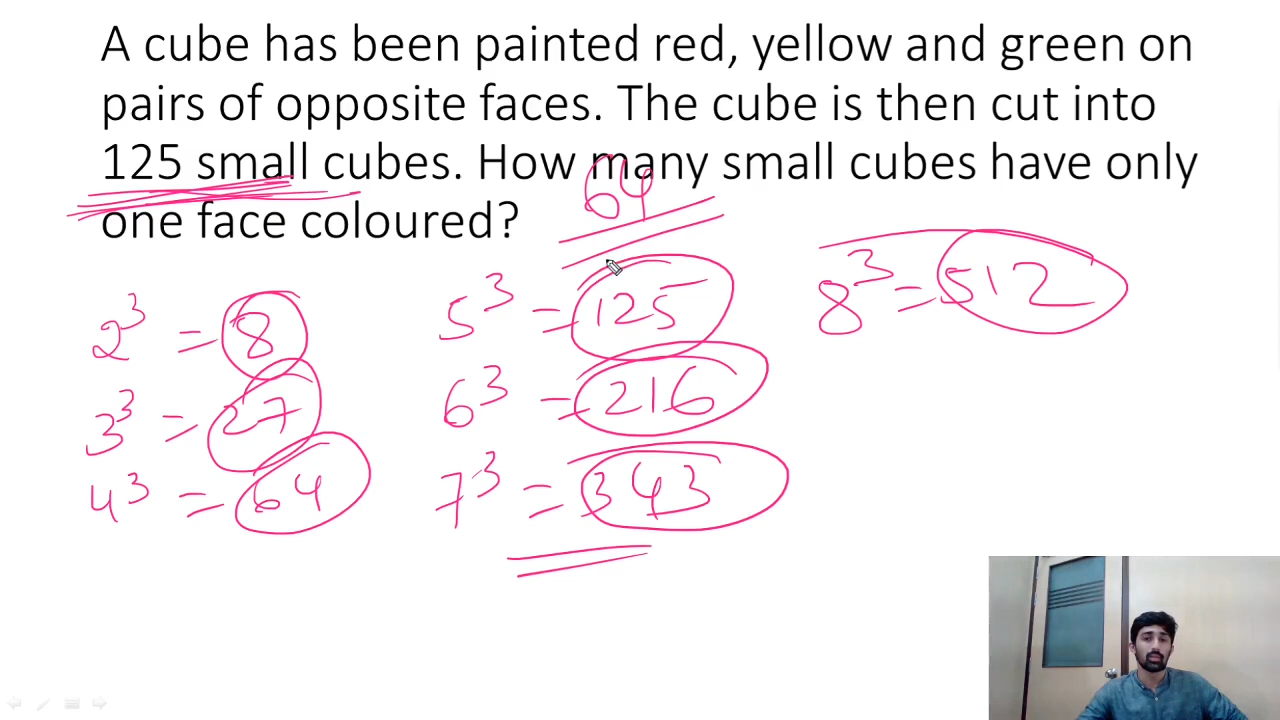 A cube has been painted red, yellow and green on
pairs of opposite faces. The cube is then cut into
125 small cubes. How many small cubes have only
one face coloured?
64
2³ = 8
3³ = 27
4³ = 64
5³ = 125
6³ = 216
7³ = 343
8³ = 512